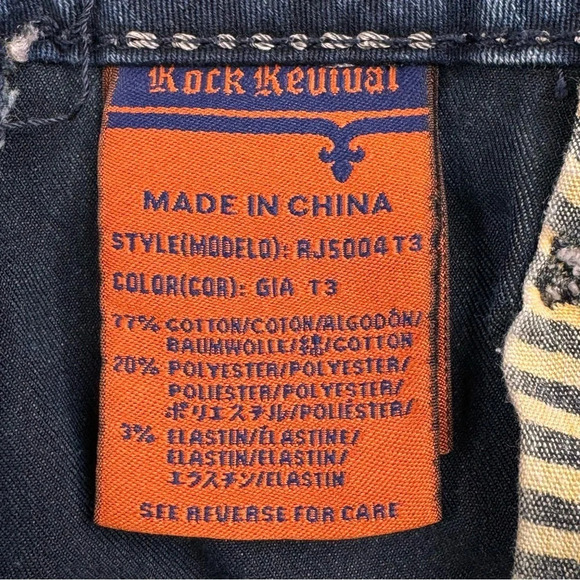 Rock Revival
MADE IN CHINA
STYLE(MODELO): RJ5004T3
COLOR(COR): GIA T3
77% COTTON/COTON/ALGODÓN/
BAUMWOLLE/綿/COTTON
20% POLYESTER/POLYESTER/
POLIESTER/POLYESTER/
ポリエステル/POLIÉSTER
3% ELASTIN/ÉLASTINE/
ELASTIN/ELASTIN/
エラスチン/ELASTIN
SEE REVERSE FOR CARE